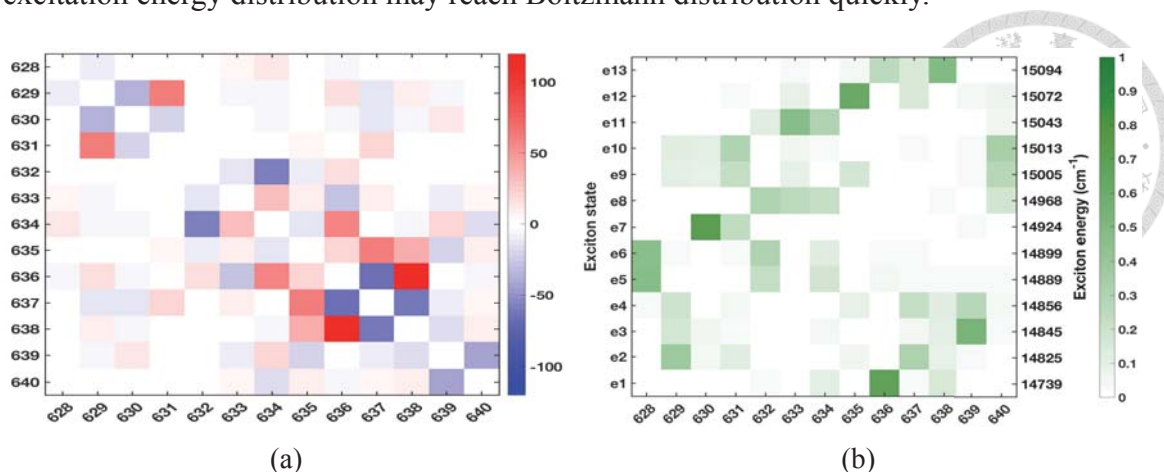 excitation energy distribution may reach Boltzmann distribution quickly.
628
629
630
631
632
633
634
635
636
637
638
639
640
628 629 630 631 632 633 634 635 636 637 638 639 640
100
50
0
-50
-100
(a)
Exciton state
e13
e12
e11
e10
e9
e8
e7
e6
e5
e4
e3
e2
e1
628 629 630 631 632 633 634 635 636 637 638 639 640
15094
15072
15043
15013
15005
14968
14924
14899
14889
14856
14845
14825
14739
Exciton energy (cm⁻¹)
1
0.9
0.8
0.7
0.6
0.5
0.4
0.3
0.2
0.1
0
(b)